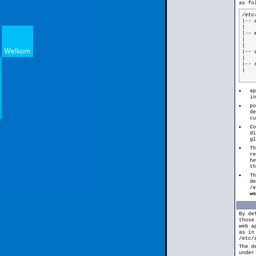 Welkom
as fol
/etc/
|-- a
|
|-- m
|
|
|-- c
|
|-- s
|
ap
in
po
de
cu
Co
di
gl
Th
re
he
th
Th
de
/e
wo
By def
those
web ap
as in
/etc/a
The de
under